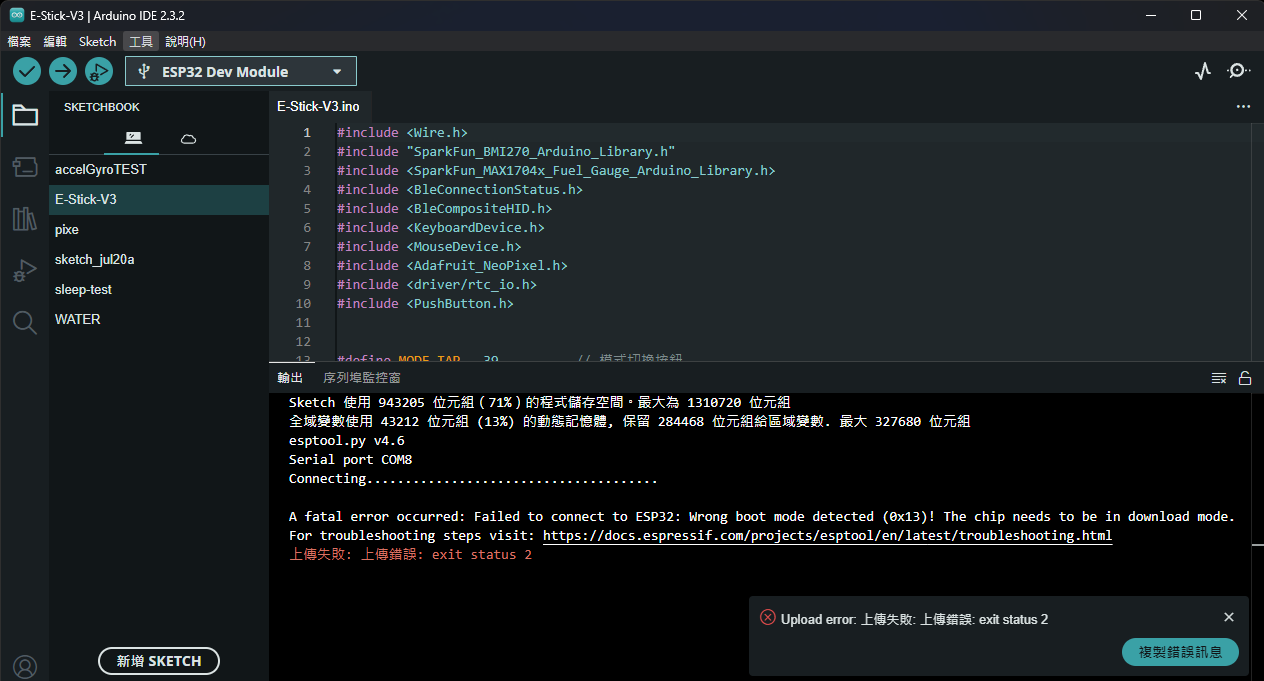 E-Stick-V3 | Arduino IDE 2.3.2
檔案 編輯 Sketch 工具 說明(H)
ESP32 Dev Module
SKETCHBOOK
accelGyroTEST
E-Stick-V3
pixe
sketch_jul20a
sleep-test
WATER
新增 SKETCH
E-Stick-V3.ino
1 #include <Wire.h>
2 #include "SparkFun_BMI270_Arduino_Library.h"
3 #include <SparkFun_MAX1704x_Fuel_Gauge_Arduino_Library.h>
4 #include <BleConnectionStatus.h>
5 #include <BleCompositeHID.h>
6 #include <KeyboardDevice.h>
7 #include <MouseDevice.h>
8 #include <Adafruit_NeoPixel.h>
9 #include <driver/rtc_io.h>
10 #include <PushButton.h>
11
12
13 #define MODE_TAP 39 // 模式切換按鈕
輸出 序列埠監控窗
Sketch 使用 943205 位元組 (71%) 的程式儲存空間。最大為 1310720 位元組
全域變數使用 43212 位元組 (13%) 的動態記憶體, 保留 284468 位元組給區域變數. 最大 327680 位元組
esptool.py v4.6
Serial port COM8
Connecting......................................
A fatal error occurred: Failed to connect to ESP32: Wrong boot mode detected (0x13)! The chip needs to be in download mode.
For troubleshooting steps visit: https://docs.espressif.com/projects/esptool/en/latest/troubleshooting.html
上傳失敗: 上傳錯誤: exit status 2
Upload error: 上傳失敗: 上傳錯誤: exit status 2
複製錯誤訊息